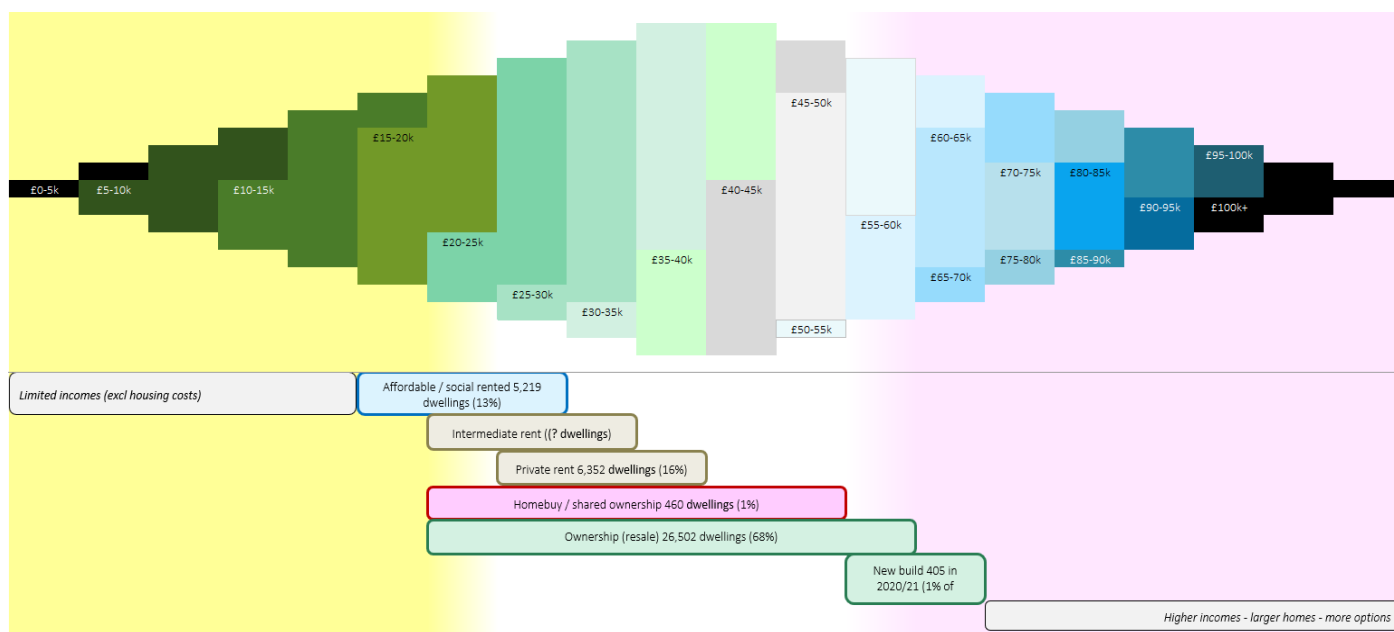 £0-5k
£5-10k
£10-15k
£15-20k
£20-25k
£25-30k
£30-35k
£35-40k
£40-45k
£45-50k
£50-55k
£55-60k
£60-65k
£65-70k
£70-75k
£75-80k
£80-85k
£85-90k
£90-95k
£95-100k
£100k+
Limited incomes (excl housing costs)
Affordable / social rented 5,219
dwellings (13%)
Intermediate rent ((? dwellings)
Private rent 6,352 dwellings (16%)
Homebuy / shared ownership 460 dwellings (1%)
Ownership (resale) 26,502 dwellings (68%)
New build 405 in
2020/21 (1% of
Higher incomes - larger homes - more options